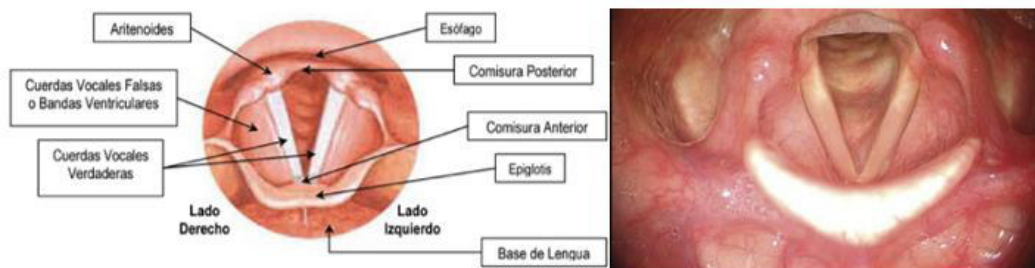 Aritenoides
Esófago
Cuerdas Vocales Falsas
o Bandas Ventriculares
Comisura Posterior
Comisura Anterior
Cuerdas Vocales
Verdaderas
Epiglotis
Lado
Derecho
Lado
Izquierdo
Base de Lengua